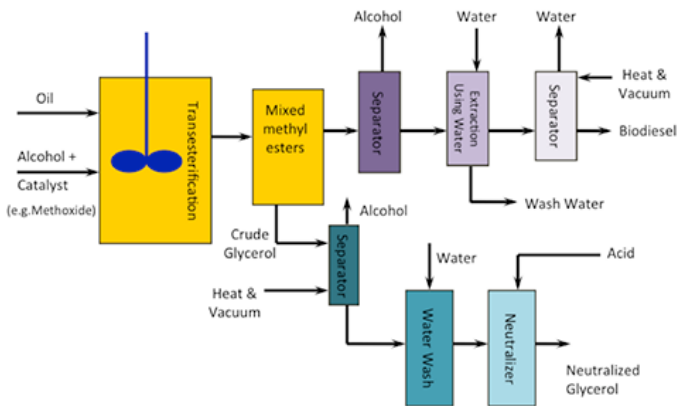 Alcohol
Water
Water
Oil
Alcohol +
Catalyst
(e.g.Methoxide)
Transesterification
Mixed
methyl
esters
Separator
Extraction
Using Water
Separator
Heat &
Vacuum
Biodiesel
Wash Water
Crude
Glycerol
Alcohol
Separator
Heat &
Vacuum
Water
Acid
Water Wash
Neutralizer
Neutralized
Glycerol